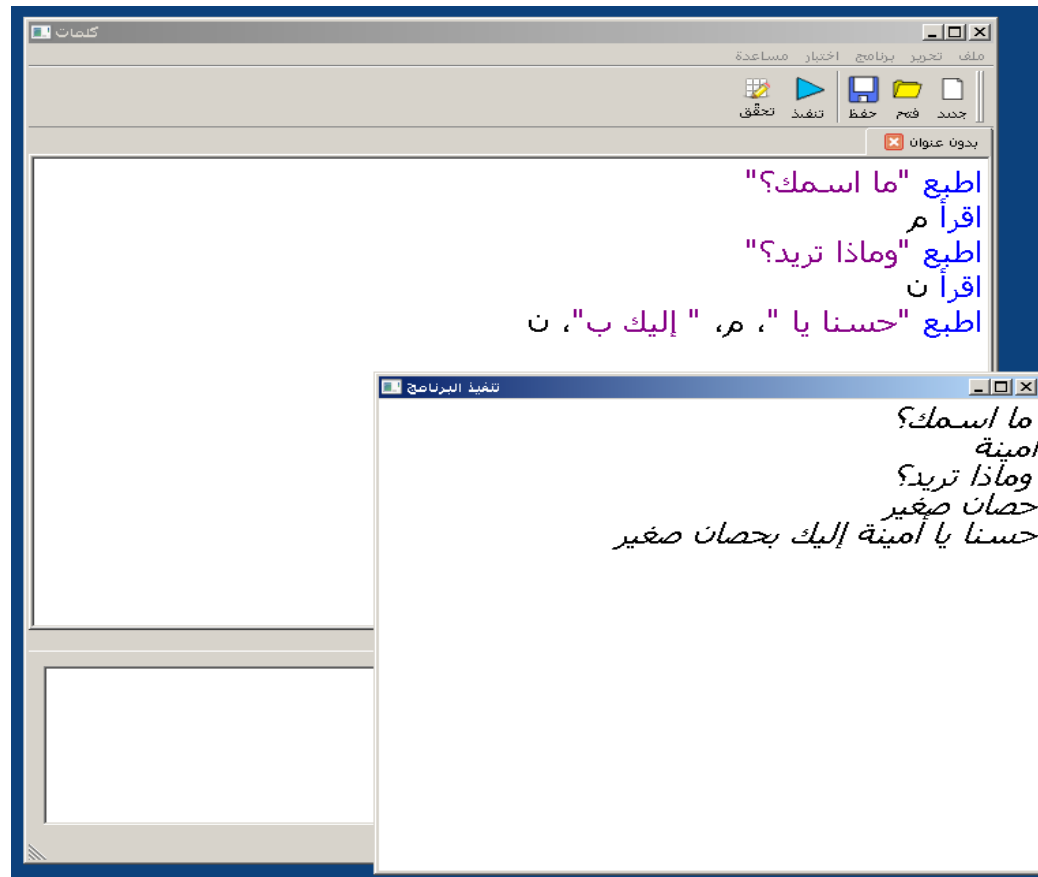 كلمات
ملف تحرير برنامج اختبار مساعدة
جديد فتح حفظ تنفيذ تحقّق
بدون عنوان
اطبع "ما اسمك؟"
اقرأ م
اطبع "وماذا تريد؟"
اقرأ ن
اطبع "حسنا يا "، م، " إليك ب"، ن
تنفيذ البرنامج
ما اسمك؟
أمينة
وماذا تريد؟
حصان صغير
حسنا يا أمينة إليك بحصان صغير